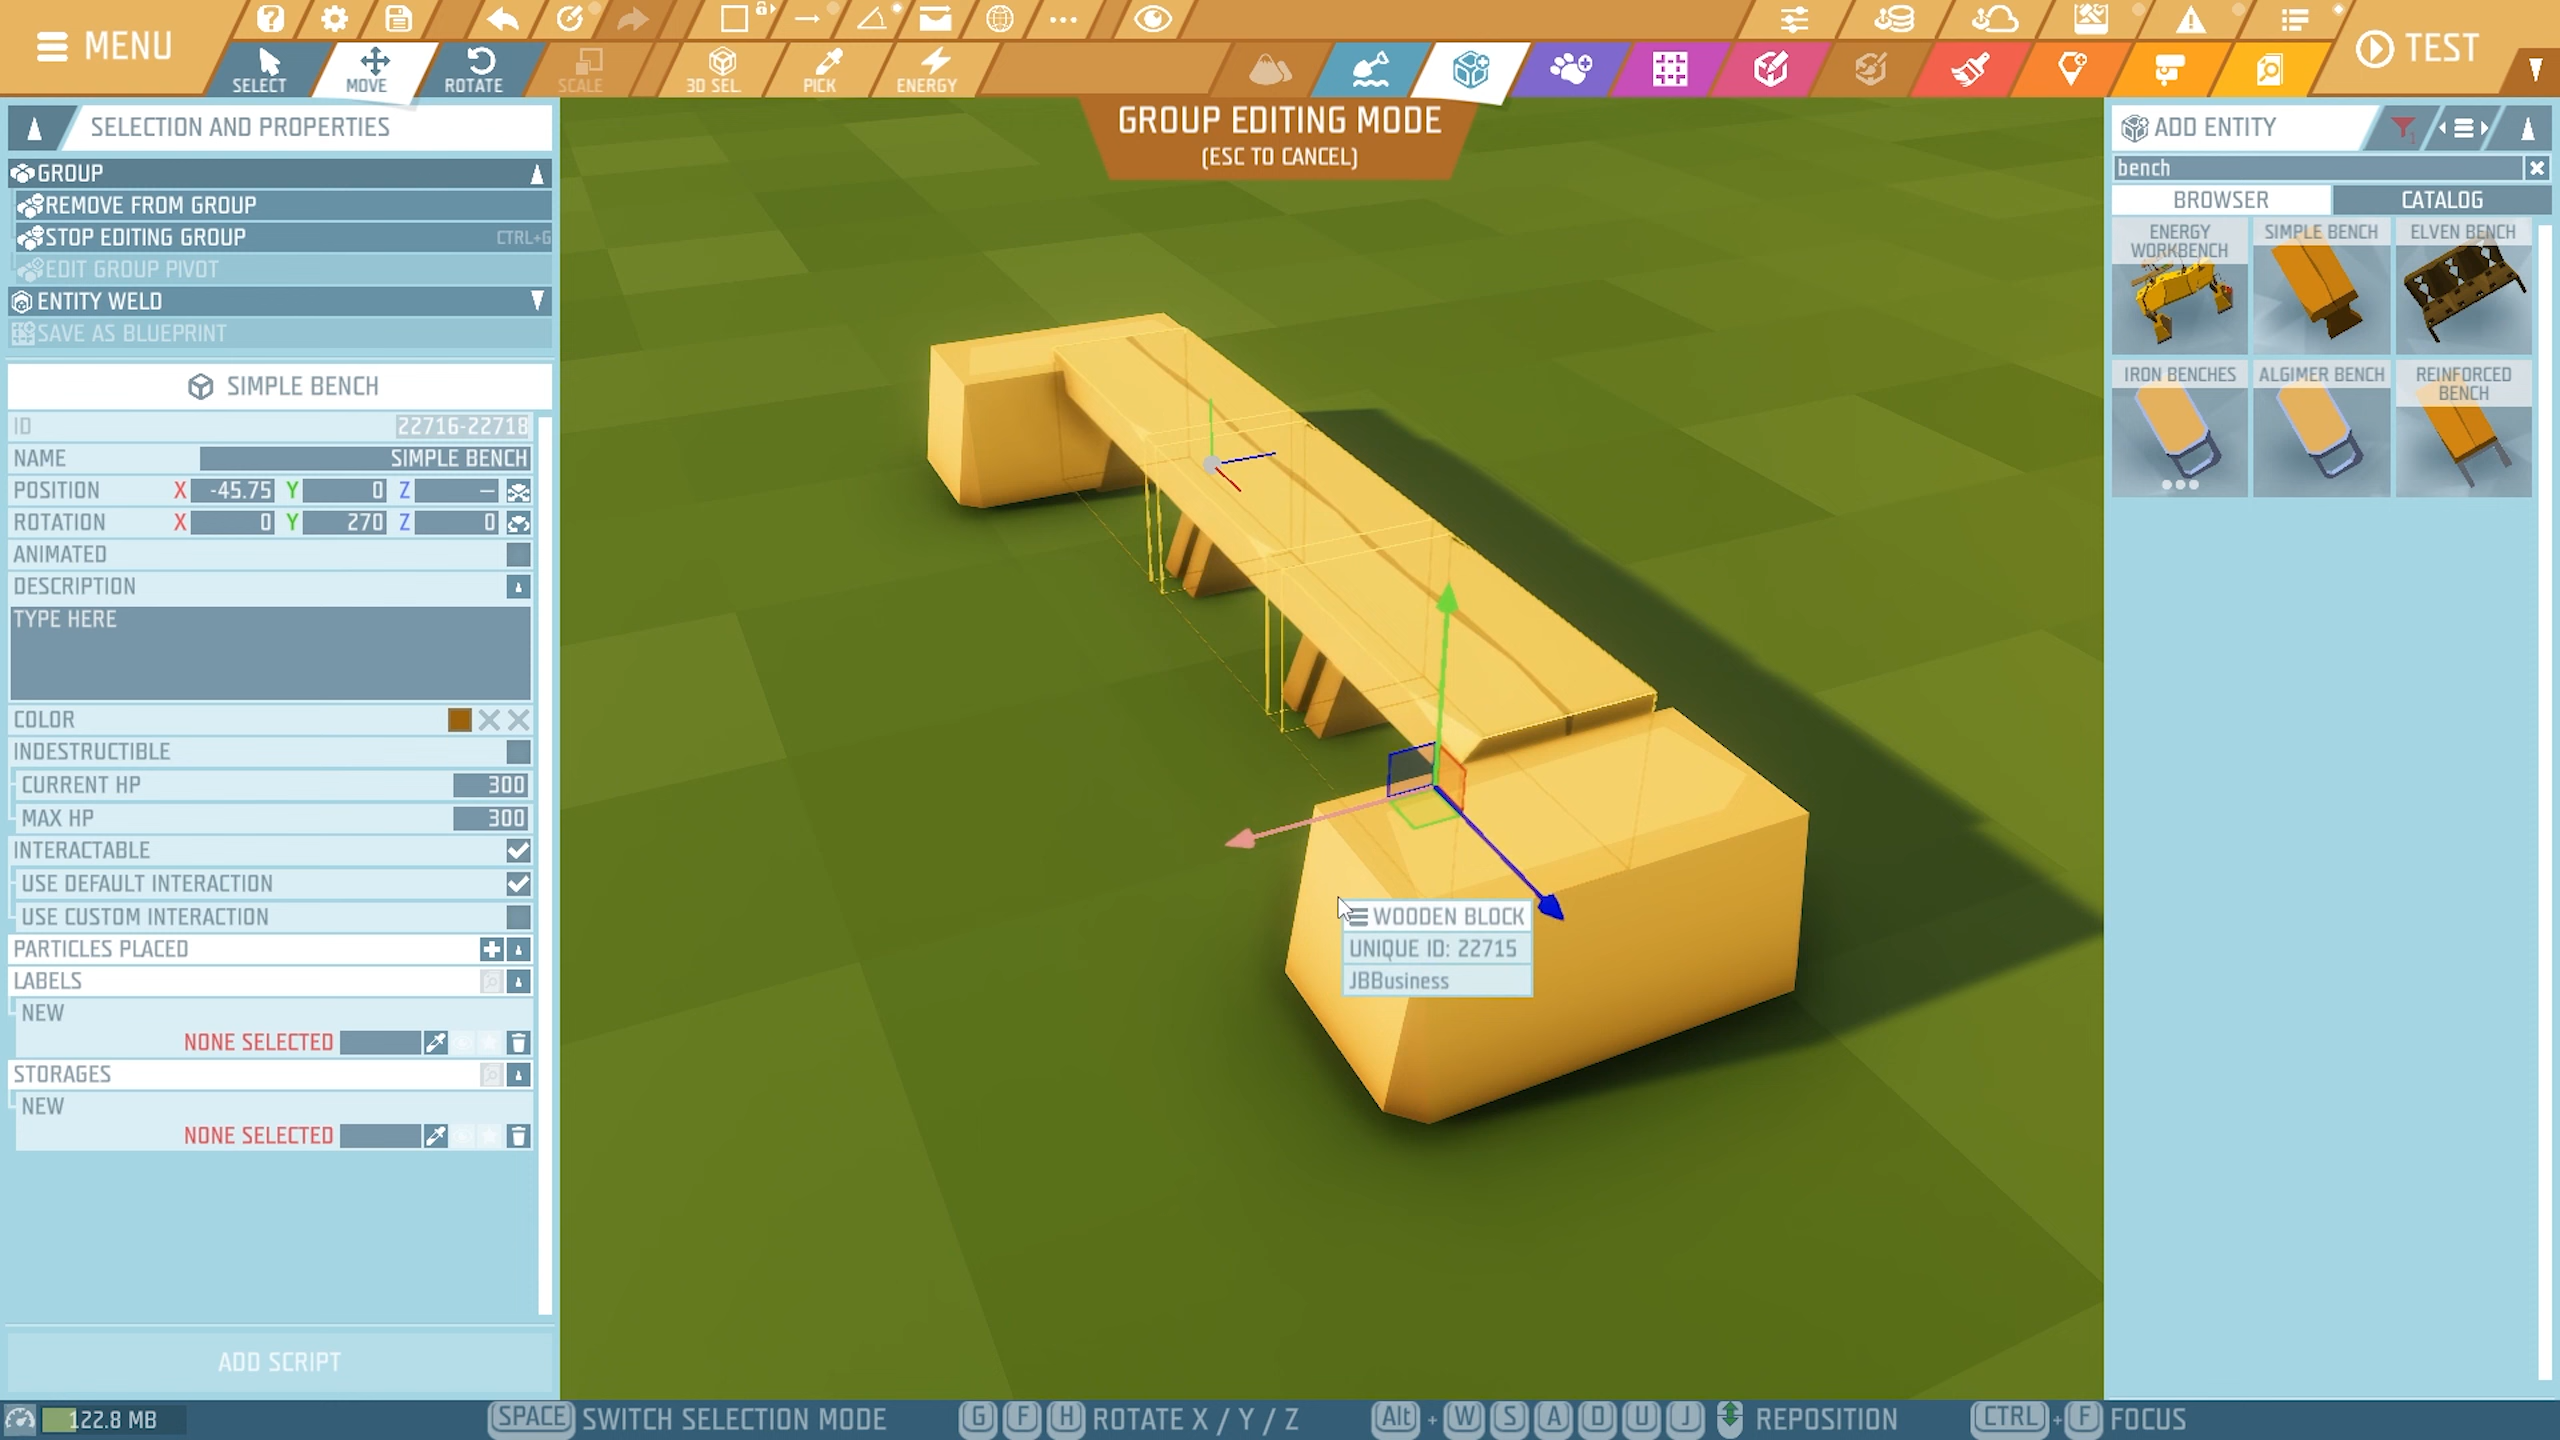 MENU
SELECT
MOVE
ROTATE
SCALE
3D SEL.
PICK
ENERGY
TEST
SELECTION AND PROPERTIES
GROUP
REMOVE FROM GROUP
STOP EDITING GROUP CTRL+G
EDIT GROUP PIVOT
ENTITY WELD
SAVE AS BLUEPRINT
SIMPLE BENCH
ID 22716-22718
NAME SIMPLE BENCH
POSITION X -45.75 Y 0 Z —
ROTATION X 0 Y 270 Z 0
ANIMATED
DESCRIPTION
TYPE HERE
COLOR
INDESTRUCTIBLE
CURRENT HP 300
MAX HP 300
INTERACTABLE
USE DEFAULT INTERACTION
USE CUSTOM INTERACTION
PARTICLES PLACED
LABELS
NEW
NONE SELECTED
STORAGES
NEW
NONE SELECTED
ADD SCRIPT
GROUP EDITING MODE
(ESC TO CANCEL)
WOODEN BLOCK
UNIQUE ID: 22715
JBBusiness
ADD ENTITY
1
bench
BROWSER
CATALOG
ENERGY
WORKBENCH
SIMPLE BENCH
ELVEN BENCH
IRON BENCHES
ALGIMER BENCH
REINFORCED
BENCH
122.8 MB
SPACE SWITCH SELECTION MODE
G F H ROTATE X / Y / Z
Alt + W S A D U J REPOSITION
CTRL + F FOCUS